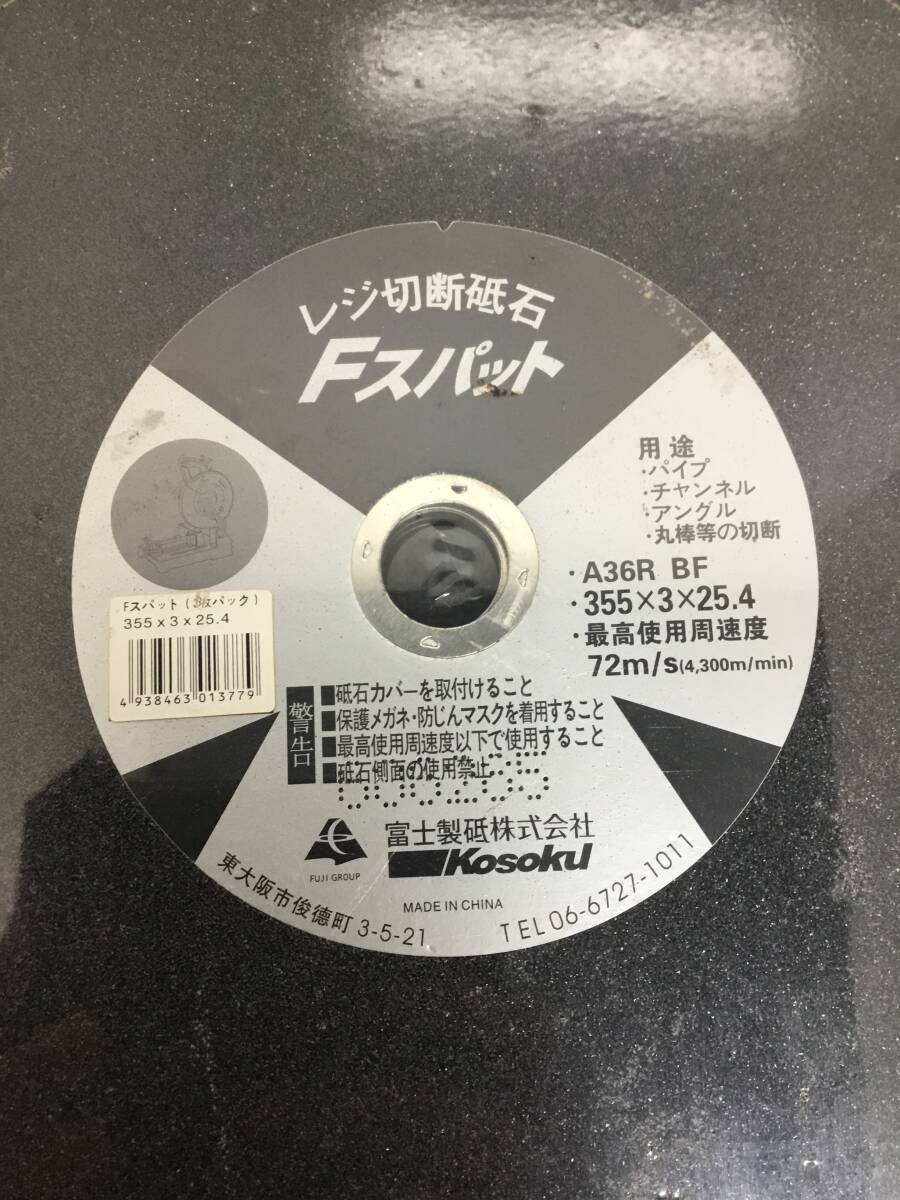 レジ切断砥石
Fスパット
用途
・パイプ
・チャンネル
・アングル
・丸棒等の切断
・A36R BF
・355×3×25.4
・最高使用周速度
72m/s(4,300m/min)
Fスパット(3枚パック)
355x3x25.4
4 938463 013779
警告
■砥石カバーを取付けること
■保護メガネ・防じんマスクを着用すること
■最高使用周速度以下で使用すること
■砥石側面の使用禁止
FUJI GROUP
富士製砥株式会社
Kosoku
MADE IN CHINA
東大阪市俊徳町3-5-21
TEL06-6727-1011